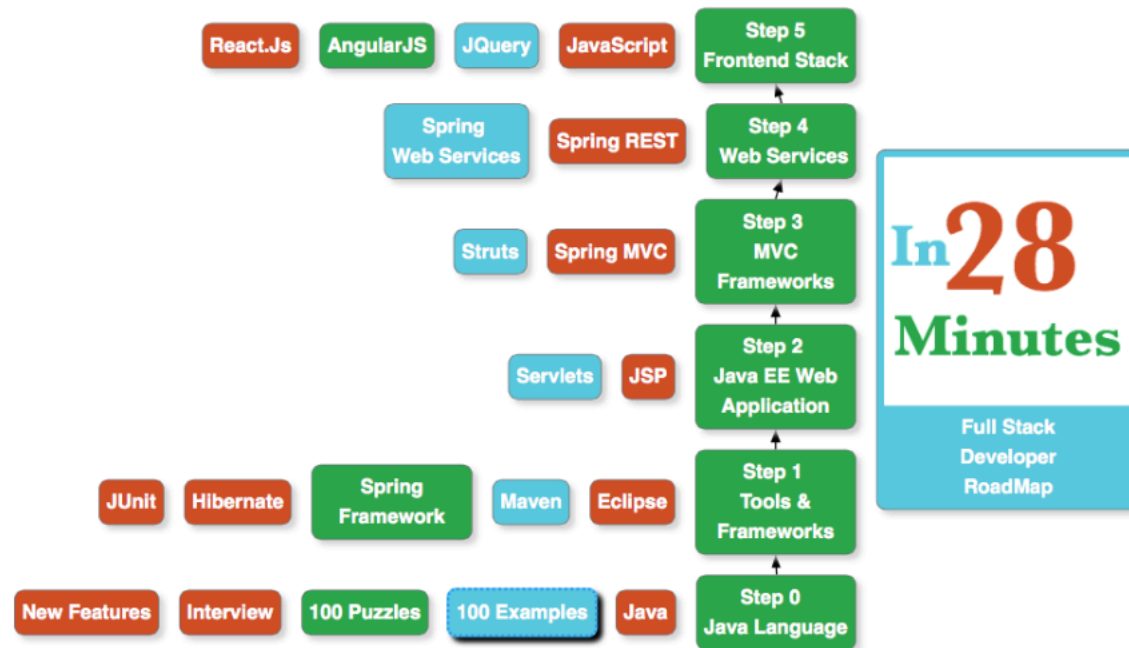 React.Js
AngularJS
JQuery
JavaScript
Step 5
Frontend Stack
Spring
Web Services
Spring REST
Step 4
Web Services
Struts
Spring MVC
Step 3
MVC
Frameworks
Servlets
JSP
Step 2
Java EE Web
Application
JUnit
Hibernate
Spring
Framework
Maven
Eclipse
Step 1
Tools &
Frameworks
New Features
Interview
100 Puzzles
100 Examples
Java
Step 0
Java Language
In 28
Minutes
Full Stack
Developer
RoadMap